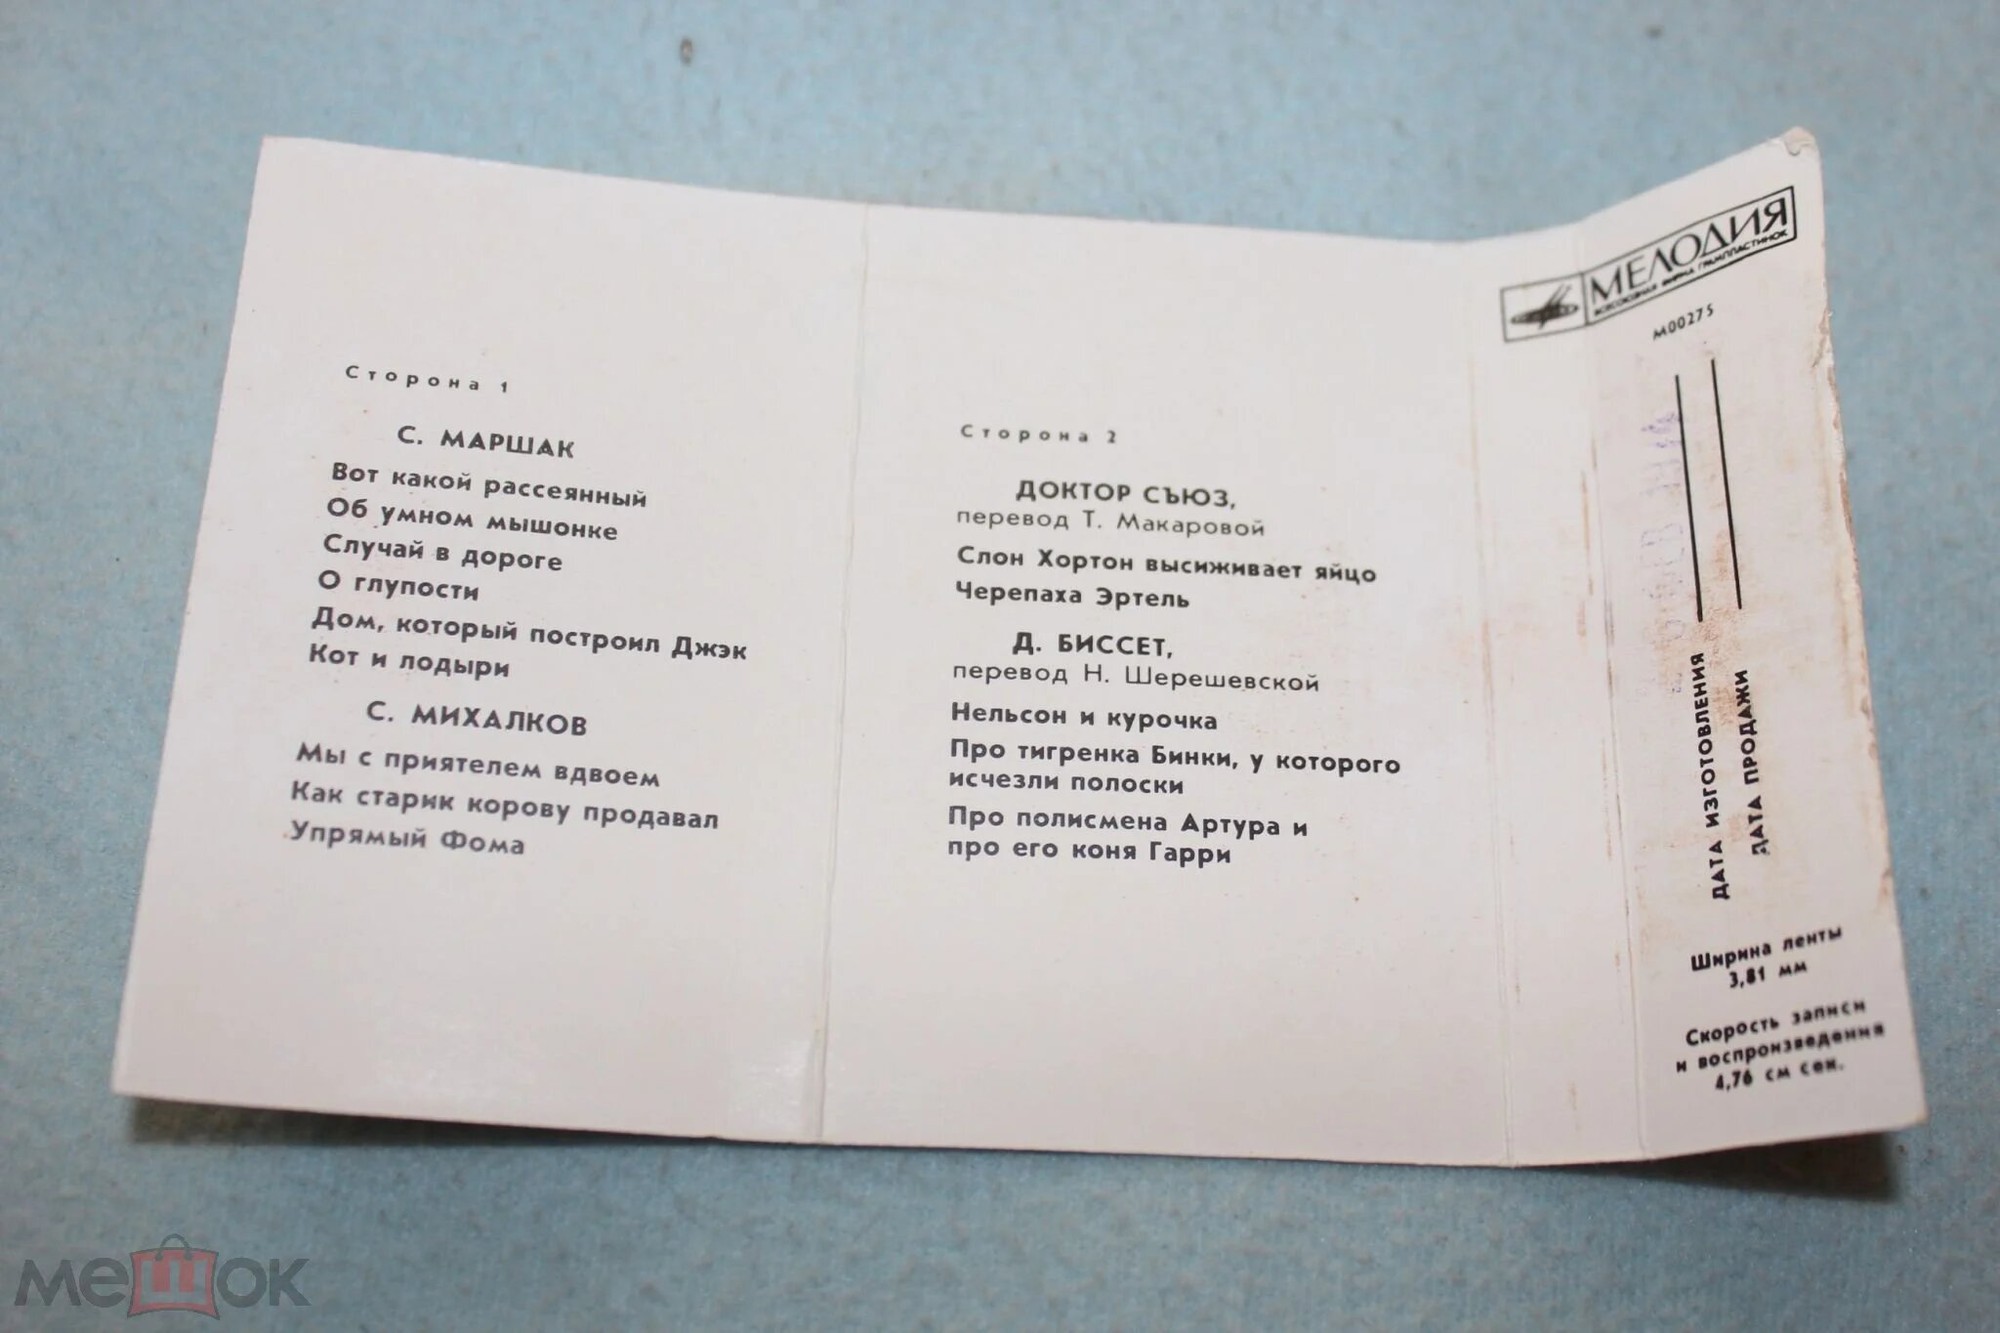 Сторона 1
С. МАРШАК
Вот какой рассеянный
Об умном мышонке
Случай в дороге
О глупости
Дом, который построил Джэк
Кот и лодыри
С. МИХАЛКОВ
Мы с приятелем вдвоем
Как старик корову продавал
Упрямый Фома
Сторона 2
ДОКТОР СЪЮЗ,
перевод Т. Макаровой
Слон Хортон высиживает яйцо
Черепаха Эртель
Д. БИССЕТ,
перевод Н. Шерешевской
Нельсон и курочка
Про тигренка Бинки, у которого
исчезли полоски
Про полисмена Артура и
про его коня Гарри
МЕЛОДИЯ
ВСЕСОЮЗНАЯ ФИРМА ГРАМПЛАСТИНОК
М00275
ДАТА ИЗГОТОВЛЕНИЯ
ДАТА ПРОДАЖИ
Ширина ленты
3,81 мм
Скорость записи
и воспроизведения
4,76 см сек.
мешок